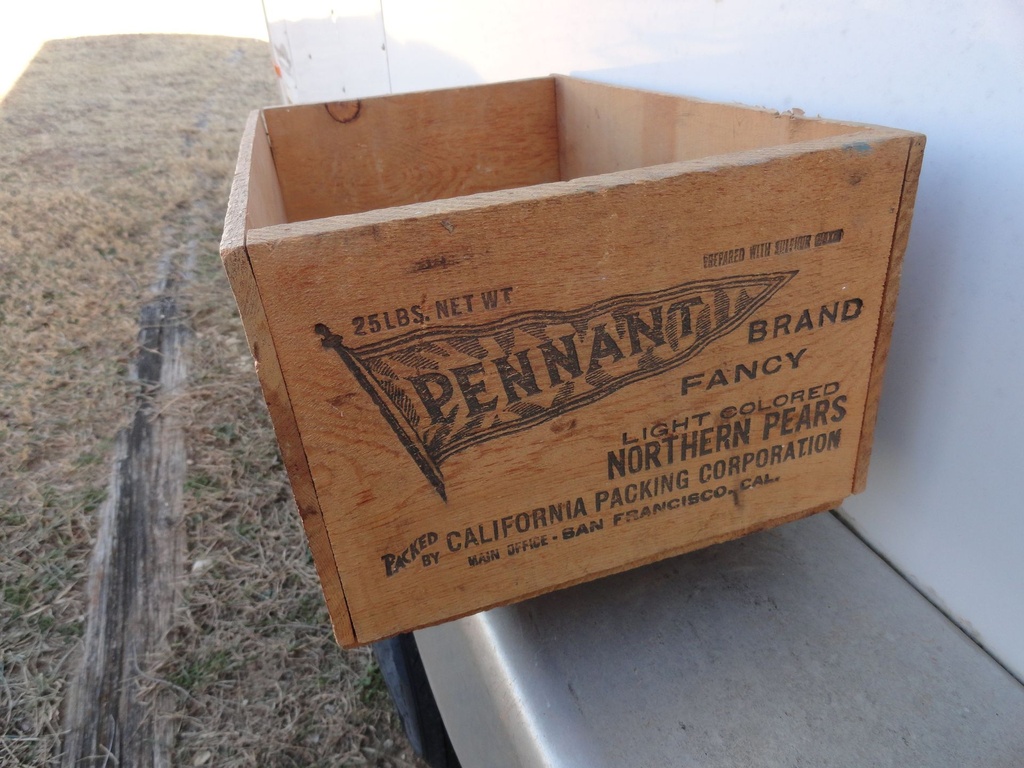 25 LBS. NET WT
PREPARED WITH SULPHUR
PENNANT BRAND
FANCY
LIGHT COLORED
NORTHERN PEARS
PACKED BY CALIFORNIA PACKING CORPORATION
MAIN OFFICE - SAN FRANCISCO, CAL.